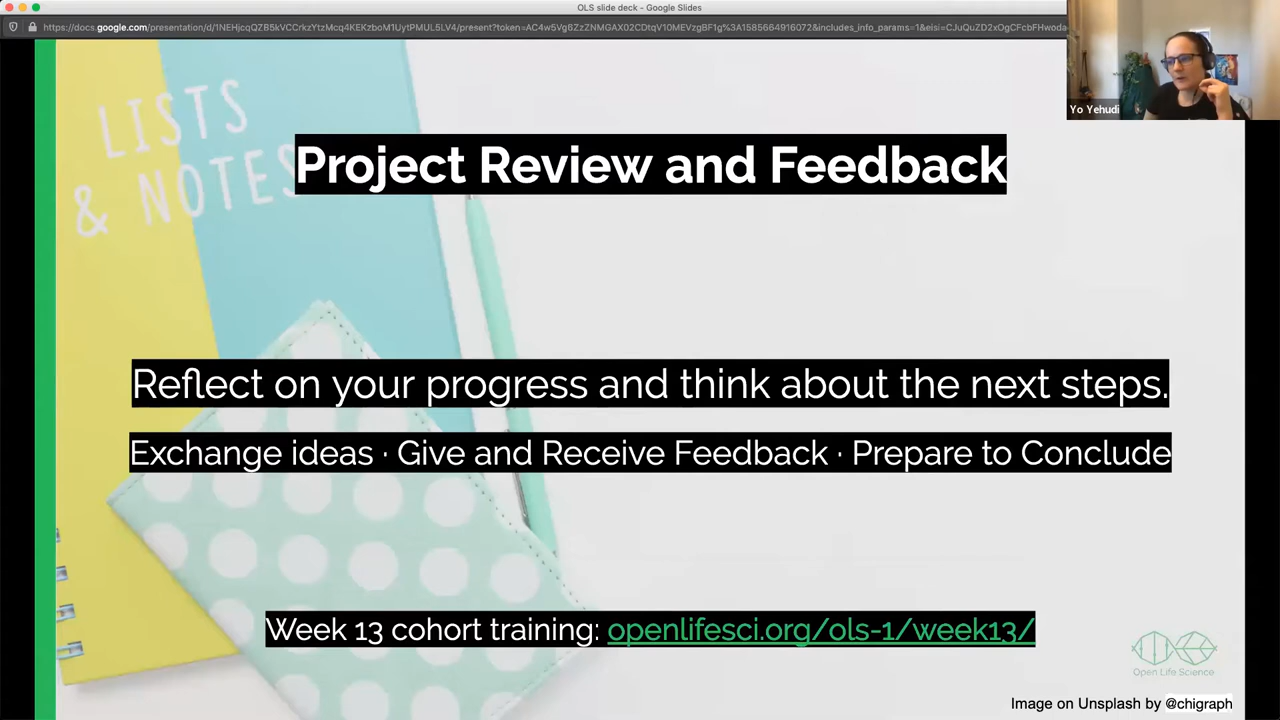 OLS slide deck - Google Slides
Yo Yehudi
LISTS
& NOTES
Project Review and Feedback
Reflect on your progress and think about the next steps.
Exchange ideas · Give and Receive Feedback · Prepare to Conclude
Week 13 cohort training: openlifesci.org/ols-1/week13/
Open Life Science
Image on Unsplash by @chigraph